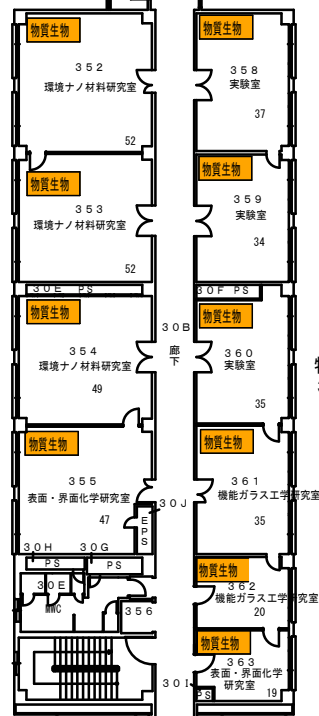 物質生物
352
環境ナノ材料研究室
52
物質生物
358
実験室
37
物質生物
353
環境ナノ材料研究室
52
物質生物
359
実験室
34
30E PS
30F PS
物質生物
354
環境ナノ材料研究室
49
30B
廊下
物質生物
360
実験室
35
物質生物
355
表面・界面化学研究室
47
30J
EPS
物質生物
361
機能ガラス工学研究室
35
30H
30G
PS
PS
30E
MWC
356
物質生物
362
機能ガラス工学研究室
20
物質生物
363
表面・界面化学
研究室
19
30I
PS